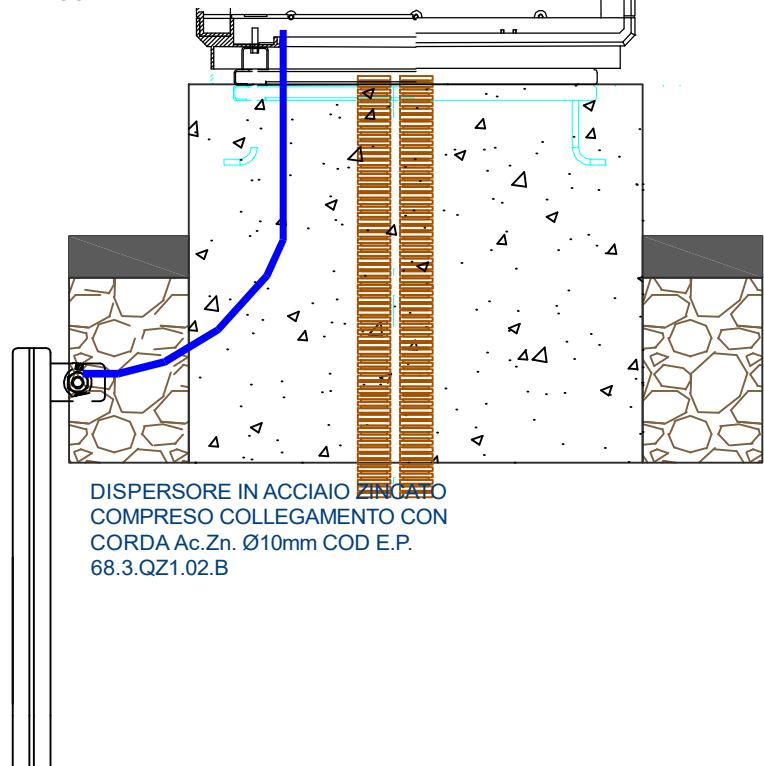 DISPERSORE IN ACCIAIO ZINCATO
COMPRESO COLLEGAMENTO CON
CORDA Ac.Zn. Ø10mm COD E.P.
68.3.QZ1.02.B